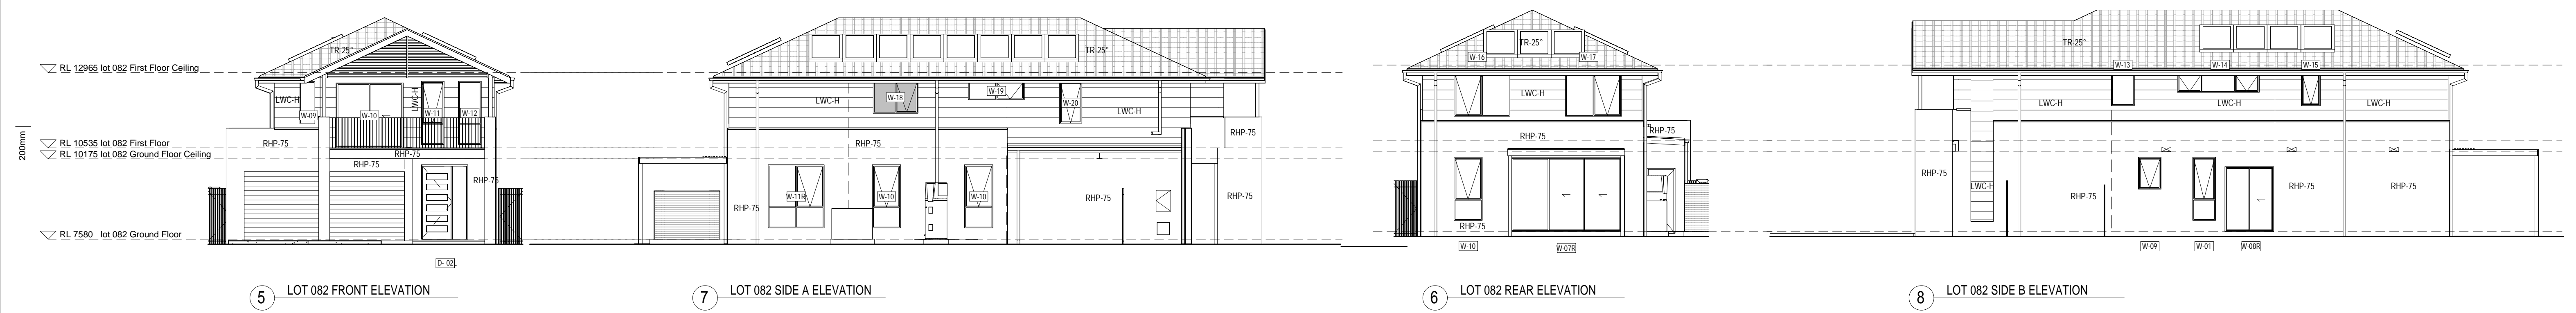 TR-25°
RL 12965 lot 082 First Floor Ceiling
LWC-H
LWC-H
W-09
W-10
W-11
W-12
200mm
RL 10535 lot 082 First Floor
RL 10175 lot 082 Ground Floor Ceiling
RHP-75
RHP-75
RHP-75
RHP-75
RL 7580 lot 082 Ground Floor
D- 02L
5 LOT 082 FRONT ELEVATION
TR-25°
LWC-H
W-18
W-19
W-20
LWC-H
RHP-75
RHP-75
W-11R
W-10
W-10
RHP-75
RHP-75
RHP-75
7 LOT 082 SIDE A ELEVATION
TR-25°
W-16
W-17
LWC-H
RHP-75
RHP-75
RHP-75
W-10
W-07R
6 LOT 082 REAR ELEVATION
TR-25°
W-13
W-14
W-15
LWC-H
LWC-H
LWC-H
RHP-75
LWC-H
RHP-75
RHP-75
RHP-75
W-09
W-01
W-08R
8 LOT 082 SIDE B ELEVATION